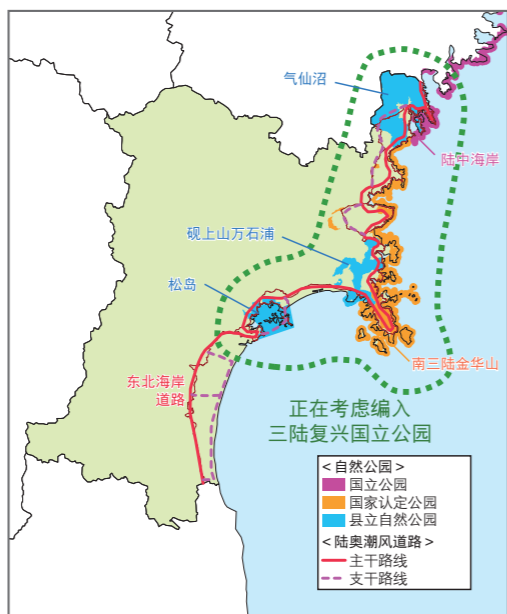 气仙沼
陆中海岸
砚上山万石浦
松岛
南三陆金华山
东北海岸
道路
正在考虑编入
三陆复兴国立公园
<自然公园>
国立公园
国家认定公园
县立自然公园
<陆奥潮风道路>
主干路线
支干路线